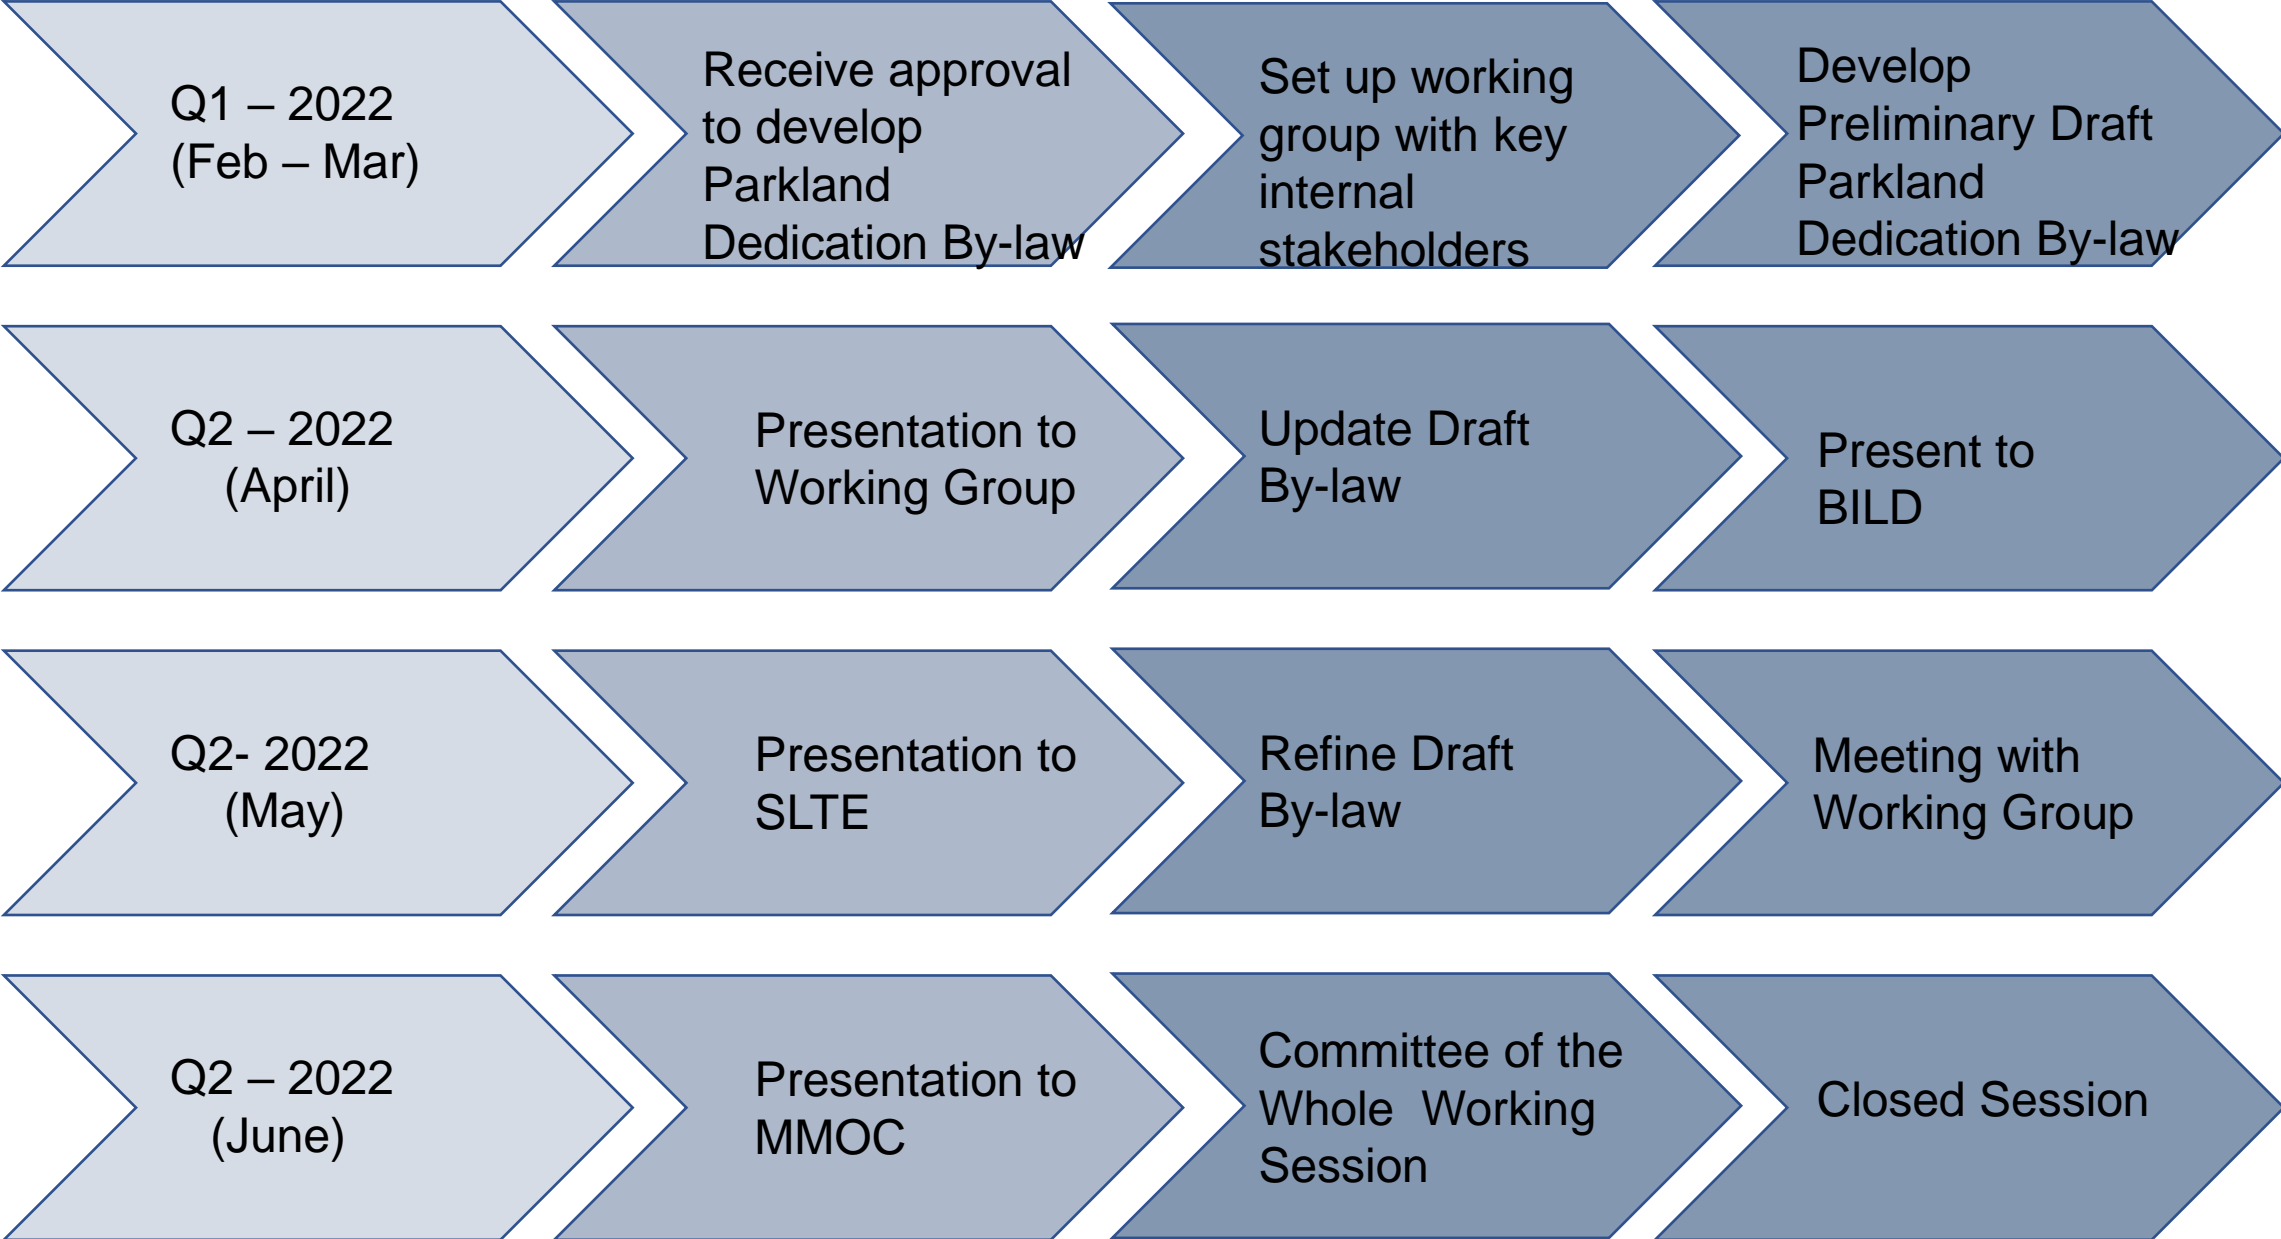 Q1 – 2022
(Feb – Mar)
Receive approval
to develop
Parkland
Dedication By-law
Set up working
group with key
internal
stakeholders
Develop
Preliminary Draft
Parkland
Dedication By-law
Q2 – 2022
(April)
Presentation to
Working Group
Update Draft
By-law
Present to
BILD
Q2- 2022
(May)
Presentation to
SLTE
Refine Draft
By-law
Meeting with
Working Group
Q2 – 2022
(June)
Presentation to
MMOC
Committee of the
Whole  Working
Session
Closed Session